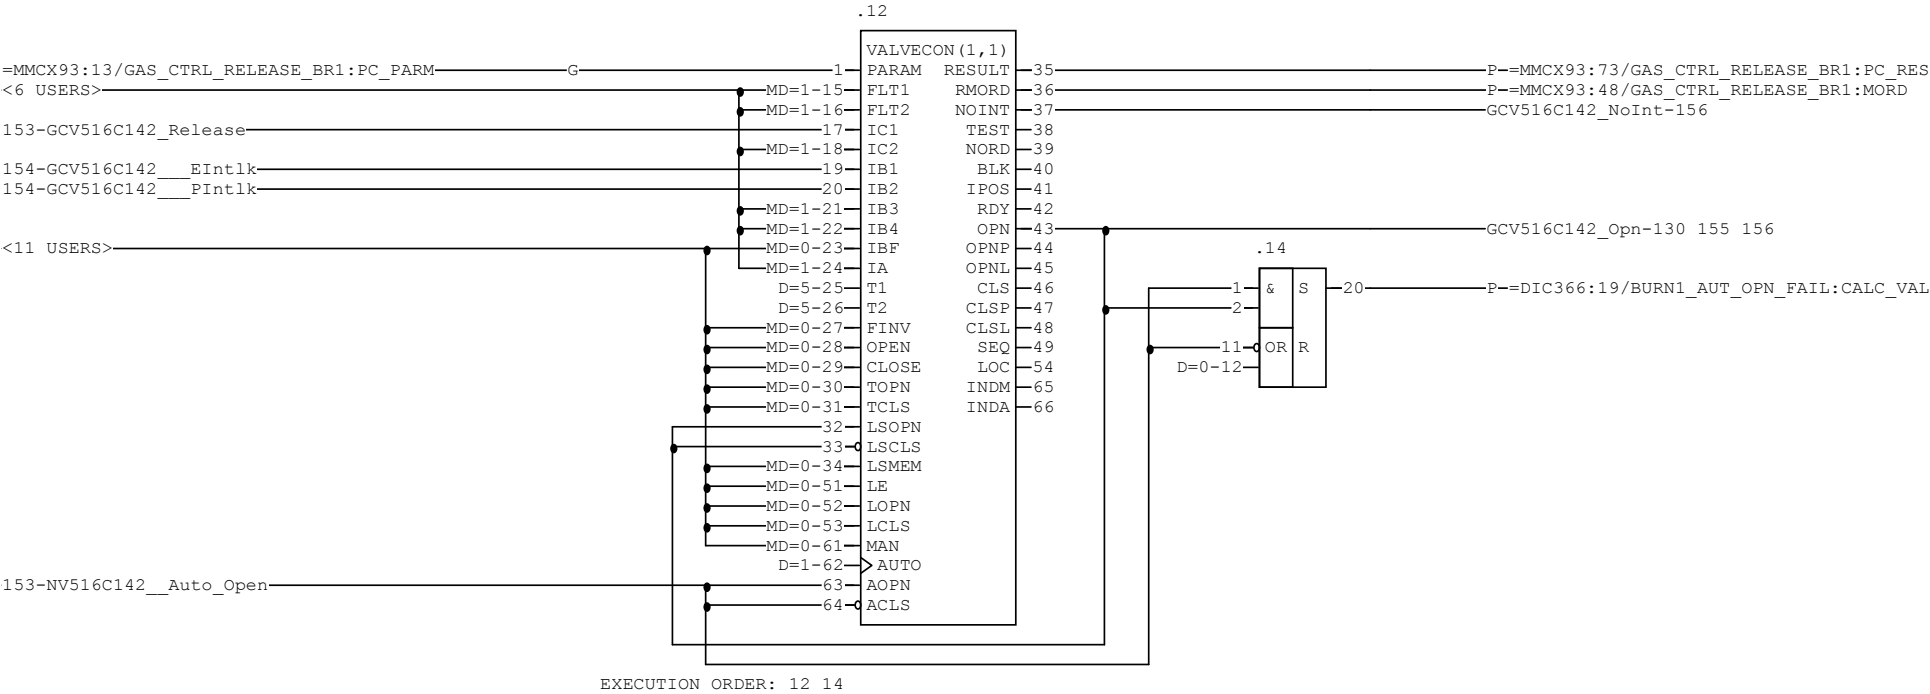 .12
VALVECON(1,1)
=MMCX93:13/GAS_CTRL_RELEASE_BR1:PC_PARM G 1 PARAM RESULT 35 P-=MMCX93:73/GAS_CTRL_RELEASE_BR1:PC_RES
<6 USERS> MD=1-15 FLT1 RMORD 36 P-=MMCX93:48/GAS_CTRL_RELEASE_BR1:MORD
MD=1-16 FLT2 NOINT 37 GCV516C142_NoInt-156
153-GCV516C142_Release 17 IC1 TEST 38
MD=1-18 IC2 NORD 39
154-GCV516C142___EIntlk 19 IB1 BLK 40
154-GCV516C142___PIntlk 20 IB2 IPOS 41
MD=1-21 IB3 RDY 42
MD=1-22 IB4 OPN 43 GCV516C142_Opn-130 155 156
<11 USERS> MD=0-23 IBF OPNP 44 .14
MD=1-24 IA OPNL 45
D=5-25 T1 CLS 46 1 & S 20 P-=DIC366:19/BURN1_AUT_OPN_FAIL:CALC_VAL
D=5-26 T2 CLSP 47 2
MD=0-27 FINV CLSL 48
MD=0-28 OPEN SEQ 49 11 OR R
MD=0-29 CLOSE LOC 54 D=0-12
MD=0-30 TOPN INDM 65
MD=0-31 TCLS INDA 66
32 LSOPN
33 LSCLS
MD=0-34 LSMEM
MD=0-51 LE
MD=0-52 LOPN
MD=0-53 LCLS
MD=0-61 MAN
D=1-62 AUTO
153-NV516C142__Auto_Open 63 AOPN
64 ACLS
EXECUTION ORDER: 12 14